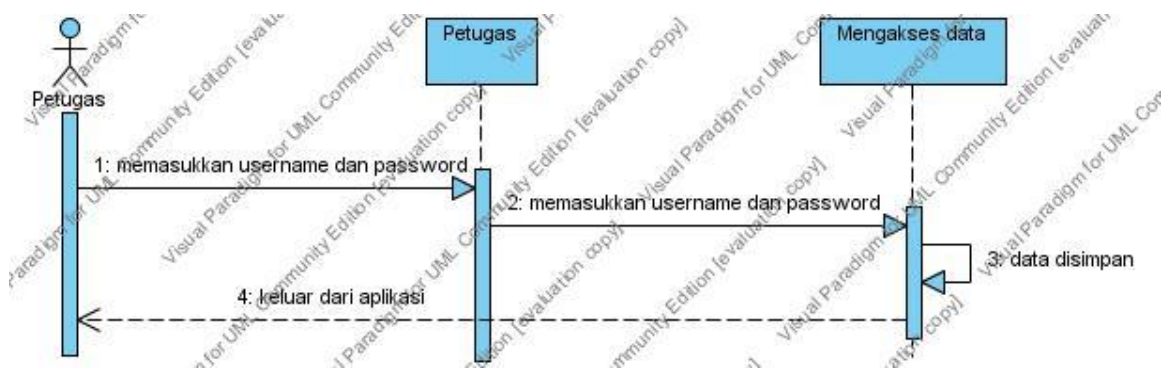 Petugas
Mengakses data
Petugas
1: memasukkan username dan password
2: memasukkan username dan password
3: data disimpan
4: keluar dari aplikasi
Visual Paradigm for UML Community Edition [evaluation copy]